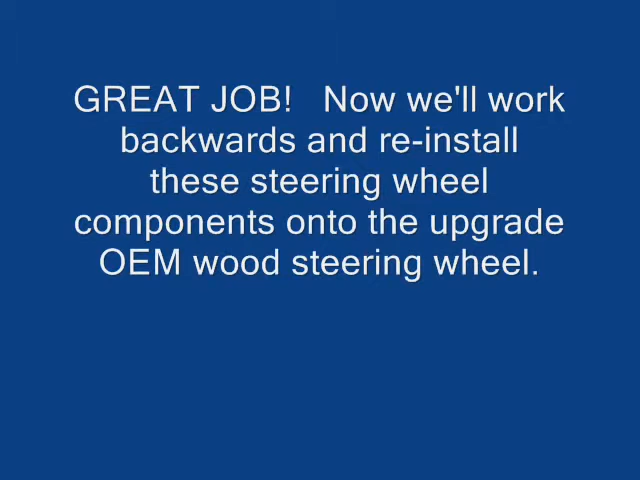 GREAT JOB!   Now we'll work
backwards and re-install
these steering wheel
components onto the upgrade
OEM wood steering wheel.